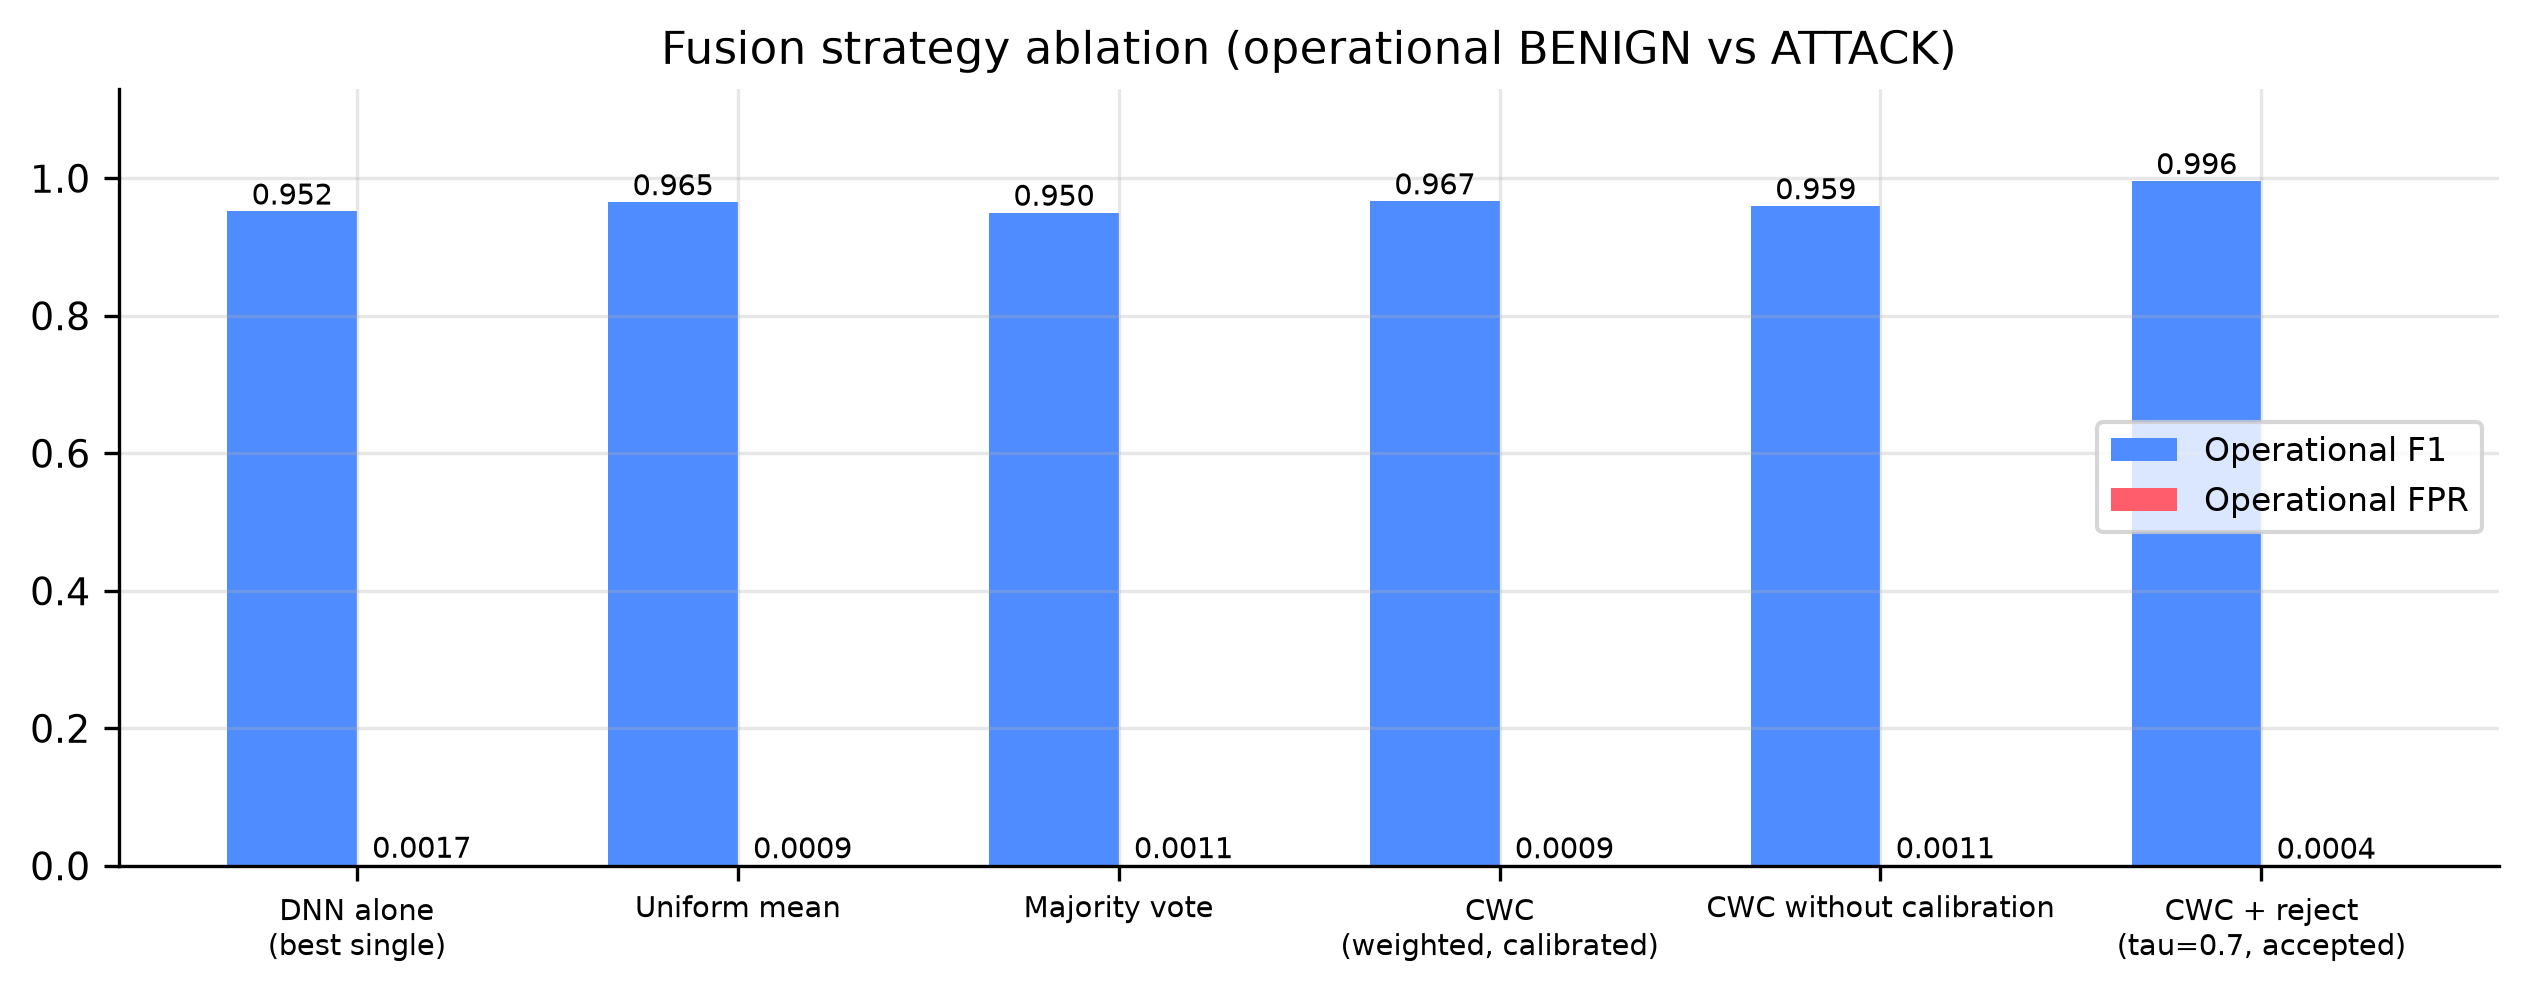 Fusion strategy ablation (operational BENIGN vs ATTACK)
1.0
0.8
0.6
0.4
0.2
0.0
0.952
0.965
0.950
0.967
0.959
0.996
0.0017
0.0009
0.0011
0.0009
0.0011
0.0004
Operational F1
Operational FPR
DNN alone
(best single)
Uniform mean
Majority vote
CWC
(weighted, calibrated)
CWC without calibration
CWC + reject
(tau=0.7, accepted)